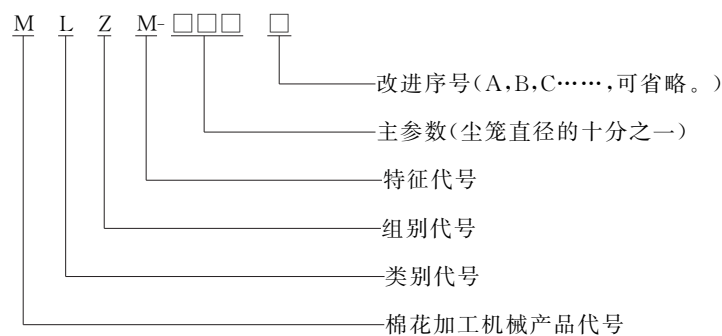 M L Z M-□□□ □
改进序号(A,B,C……,可省略。)
主参数(尘笼直径的十分之一)
特征代号
组别代号
类别代号
棉花加工机械产品代号